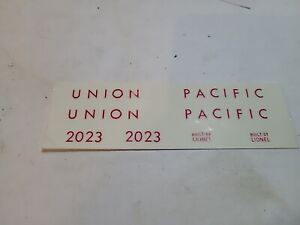 UNION PACIFIC
UNION PACIFIC
2023 2023 BUILT BY BUILT BY
LIONEL LIONEL